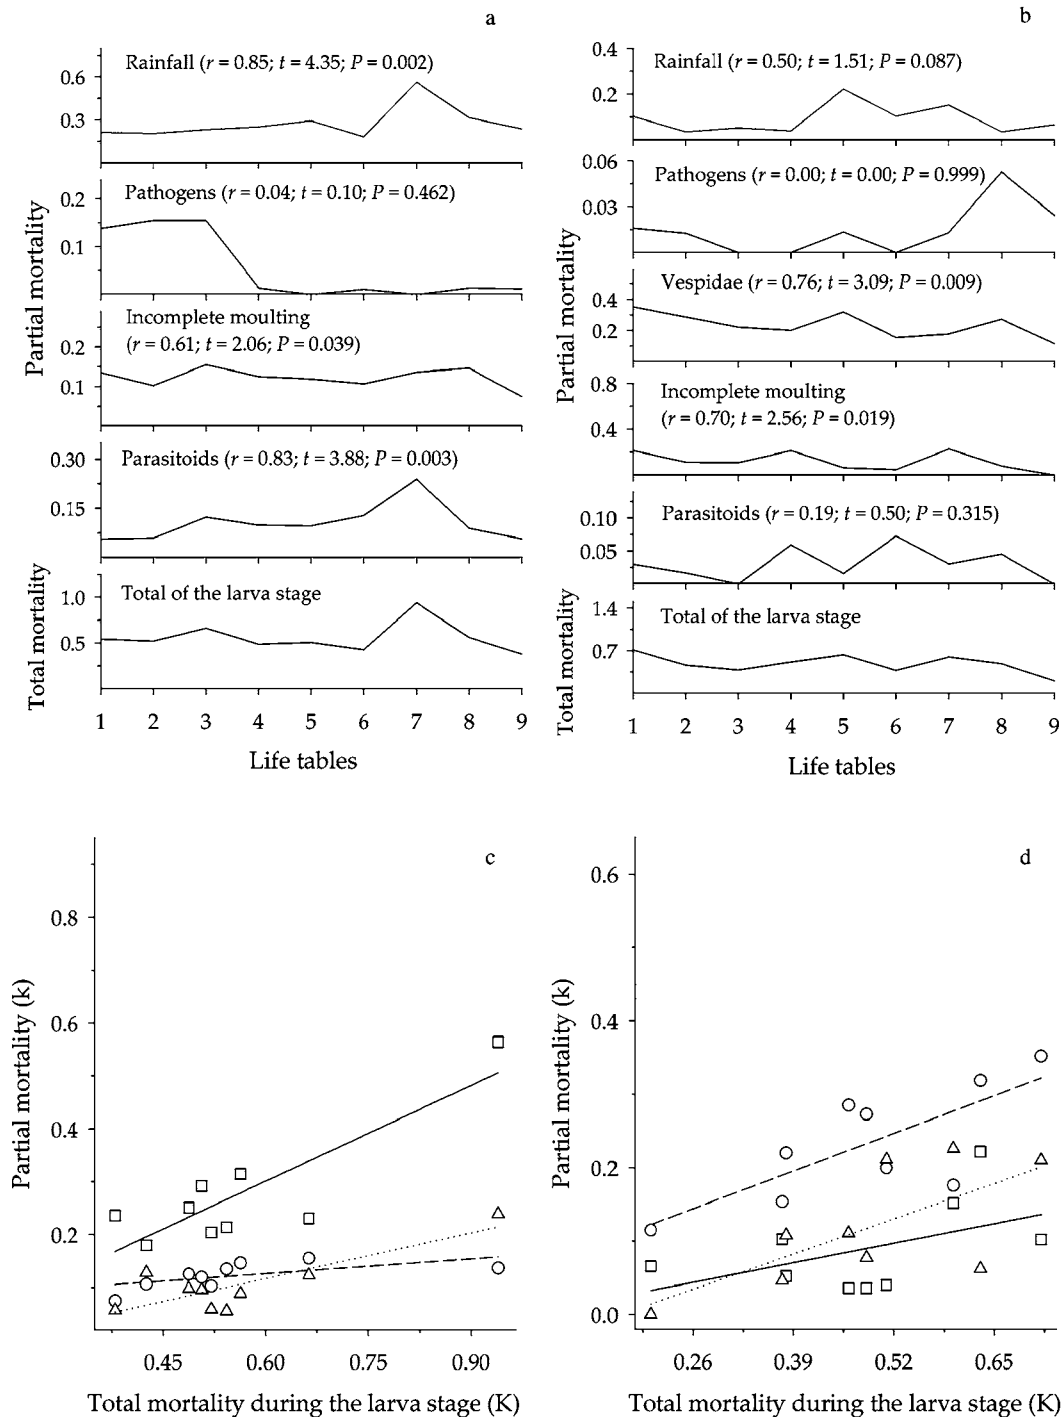 a
Partial mortality
Total mortality
0.6
0.3
Rainfall (r = 0.85; t = 4.35; P = 0.002)
0.2
0.1
Pathogens (r = 0.04; t = 0.10; P = 0.462)
0.2
0.1
Incomplete moulting
(r = 0.61; t = 2.06; P = 0.039)
0.30
0.15
Parasitoids (r = 0.83; t = 3.88; P = 0.003)
1.0
0.5
Total of the larva stage
1 2 3 4 5 6 7 8 9
Life tables
b
Partial mortality
Total mortality
0.4
0.2
Rainfall (r = 0.50; t = 1.51; P = 0.087)
0.06
0.03
Pathogens (r = 0.00; t = 0.00; P = 0.999)
0.4
0.2
Vespidae (r = 0.76; t = 3.09; P = 0.009)
0.8
0.4
Incomplete moulting
(r = 0.70; t = 2.56; P = 0.019)
0.10
0.05
Parasitoids (r = 0.19; t = 0.50; P = 0.315)
1.4
0.7
Total of the larva stage
1 2 3 4 5 6 7 8 9
Life tables
c
Partial mortality (k)
0.8
0.6
0.4
0.2
0.45 0.60 0.75 0.90
Total mortality during the larva stage (K)
d
Partial mortality (k)
0.6
0.4
0.2
0.0
0.26 0.39 0.52 0.65
Total mortality during the larva stage (K)